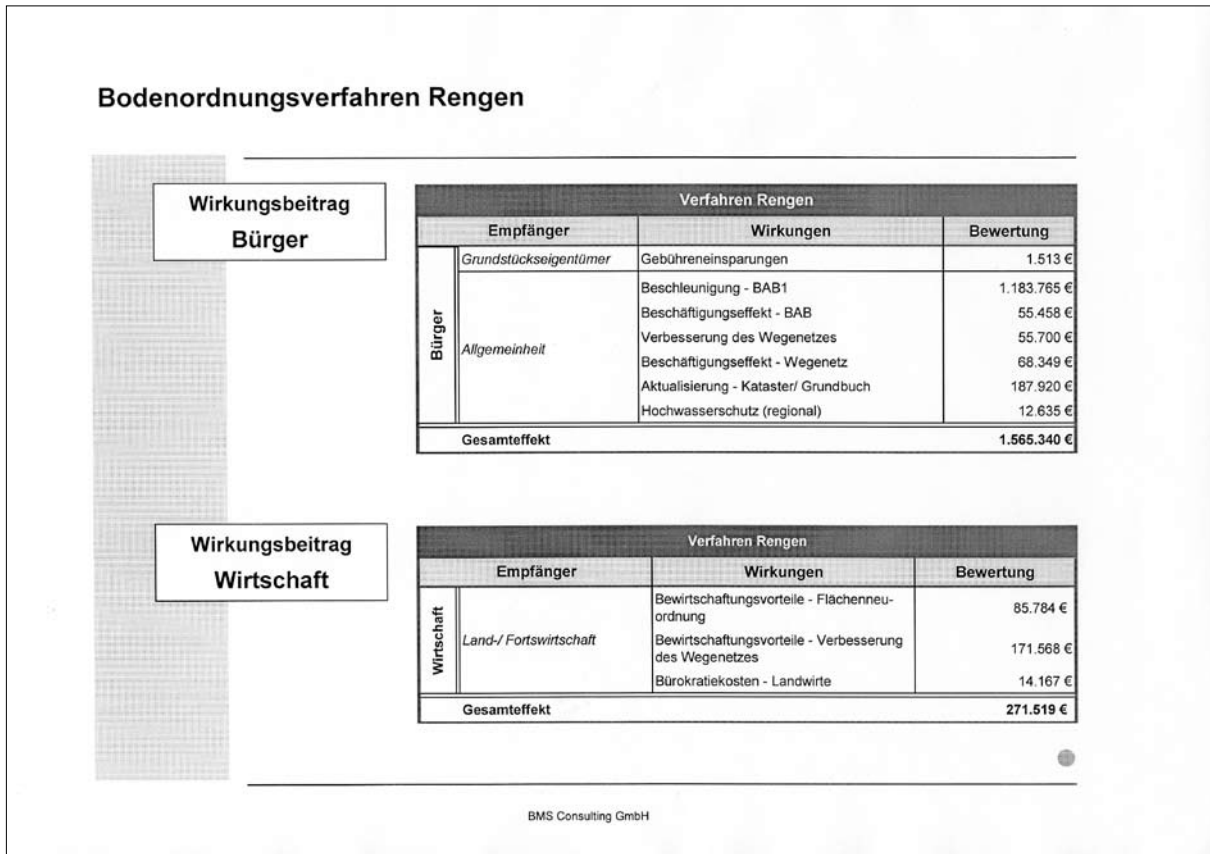 Bodenordnungsverfahren Rengen
Wirkungsbeitrag
Bürger
Verfahren Rengen
Empfänger Wirkungen Bewertung
Bürger
Grundstückseigentümer Gebühreneinsparungen 1.513 €
Allgemeinheit
Beschleunigung - BAB1 1.183.765 €
Beschäftigungseffekt - BAB 55.458 €
Verbesserung des Wegenetzes 55.700 €
Beschäftigungseffekt - Wegenetz 68.349 €
Aktualisierung - Kataster/ Grundbuch 187.920 €
Hochwasserschutz (regional) 12.635 €
Gesamteffekt 1.565.340 €
Wirkungsbeitrag
Wirtschaft
Verfahren Rengen
Empfänger Wirkungen Bewertung
Wirtschaft
Land-/ Fortswirtschaft
Bewirtschaftungsvorteile - Flächenneu-
ordnung 85.784 €
Bewirtschaftungsvorteile - Verbesserung
des Wegenetzes 171.568 €
Bürokratiekosten - Landwirte 14.167 €
Gesamteffekt 271.519 €
BMS Consulting GmbH